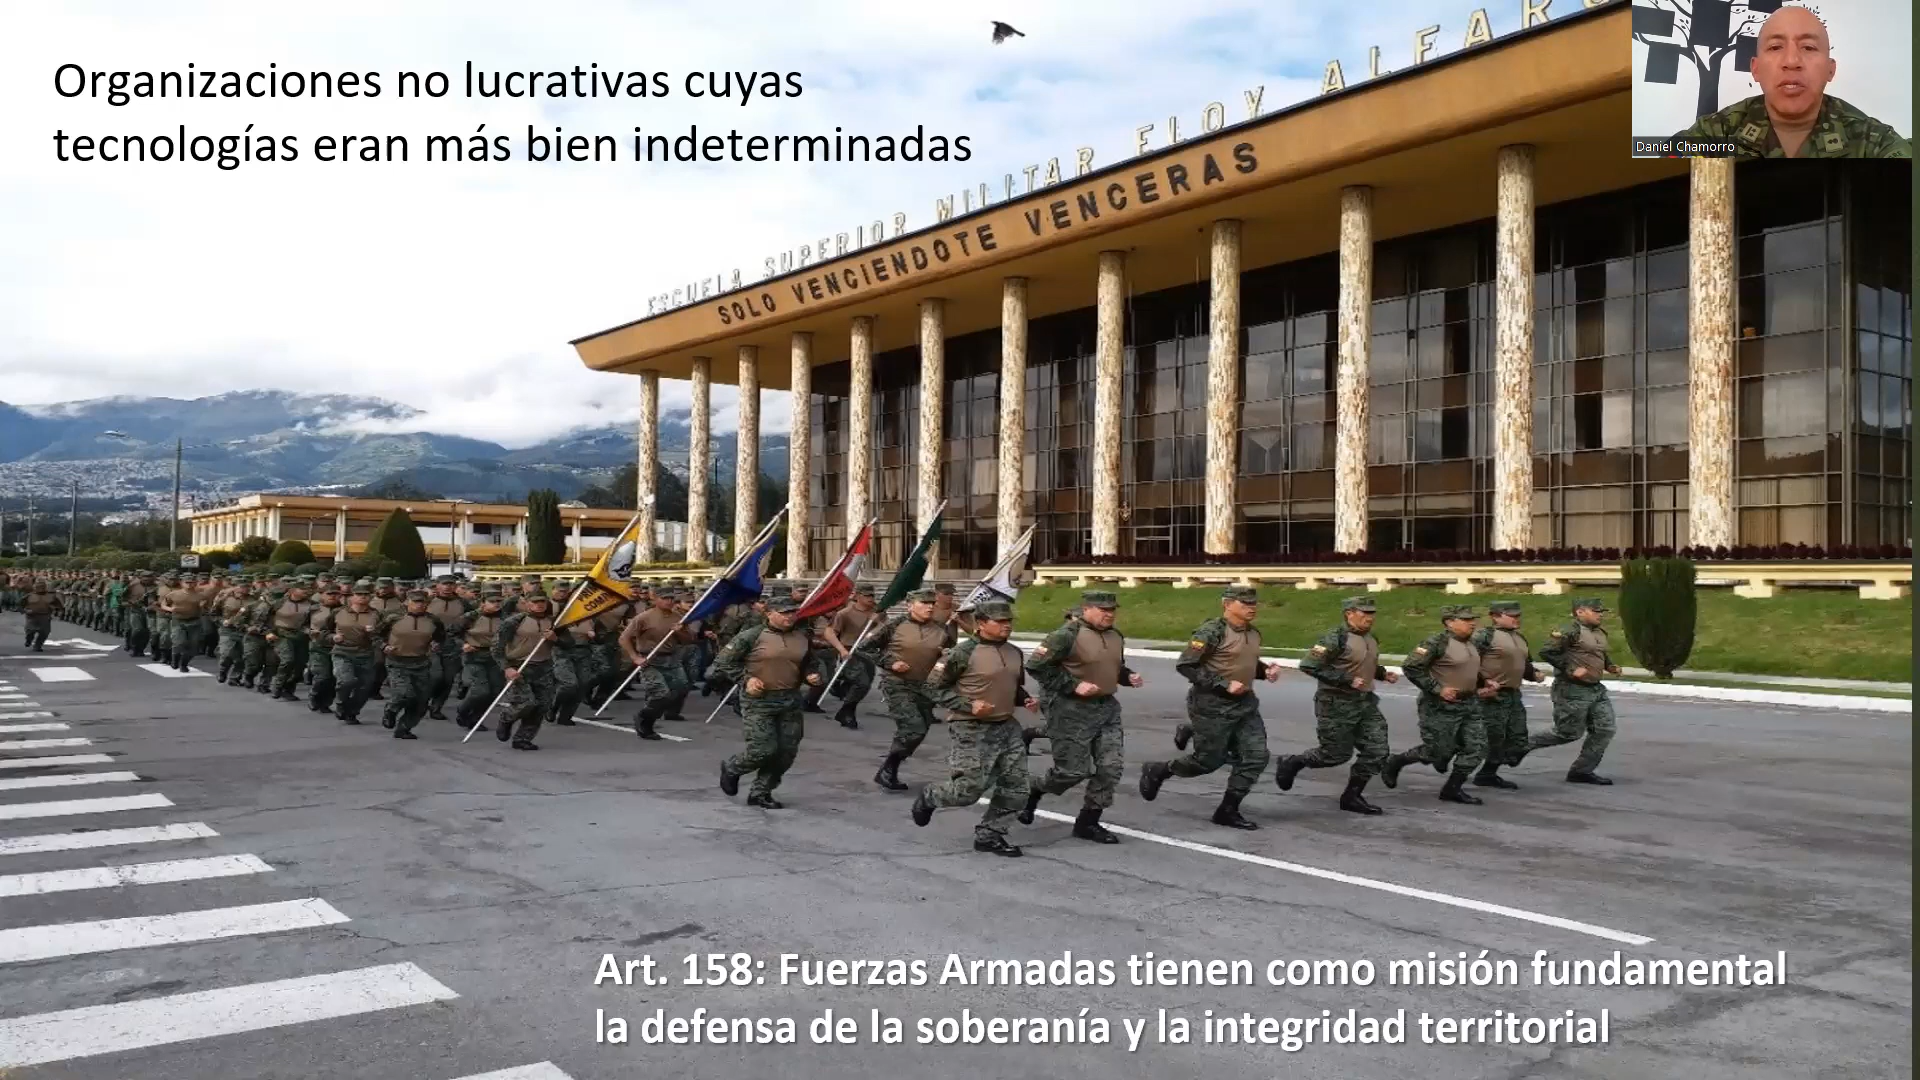 Organizaciones no lucrativas cuyas
tecnologías eran más bien indeterminadas
Daniel Chamorro
ESCUELA SUPERIOR MILITAR ELOY ALFARO
SOLO VENCIENDOTE VENCERAS
Art. 158: Fuerzas Armadas tienen como misión fundamental
la defensa de la soberanía y la integridad territorial